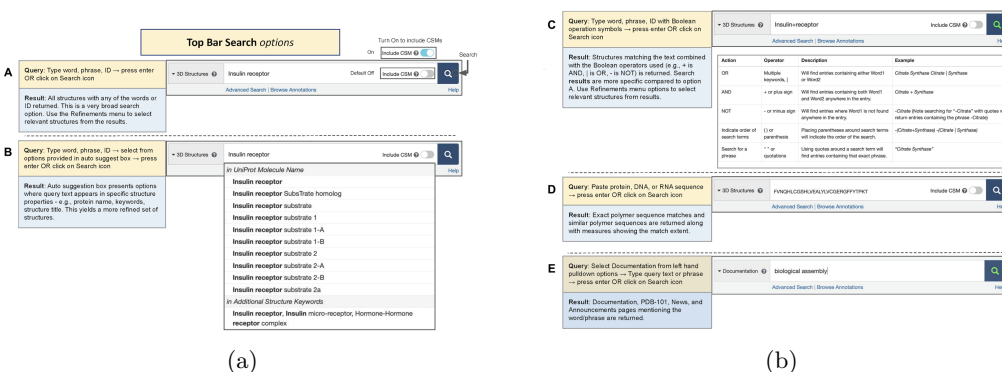 Top Bar Search options
Turn On to include CSMs
On
Include CSM
Search
A
Query: Type word, phrase, ID → press enter
OR click on Search icon
3D Structures
Insulin receptor
Default Off
Include CSM
Advanced Search | Browse Annotations
Help
Result: All structures with any of the words or
ID returned. This is a very broad search
option. Use the Refinements menu to select
relevant structures from the results.
B
Query: Type word, phrase, ID → select from
options provided in auto suggest box → press
enter OR click on Search icon
3D Structures
Insulin receptor
Include CSM
Help
Result: Auto suggestion box presents options
where query text appears in specific structure
properties - e.g., protein name, keywords,
structure title. This yields a more refined set of
structures.
in UniProt Molecule Name
Insulin receptor
Insulin receptor SubsTrate homolog
Insulin receptor substrate
Insulin receptor substrate 1
Insulin receptor substrate 1-A
Insulin receptor substrate 1-B
Insulin receptor substrate 2
Insulin receptor substrate 2-A
Insulin receptor substrate 2-B
Insulin receptor substrate 2a
in Additional Structure Keywords
Insulin receptor, Insulin micro-receptor, Hormone-Hormone
receptor complex
(a)
C
Query: Type word, phrase, ID with Boolean
operation symbols → press enter OR click on
Search icon
3D Structures
Insulin+receptor
Include CSM
Advanced Search | Browse Annotations
Result: Structures matching the text combined
with the Boolean operators used (e.g., + is
AND, | is OR, - is NOT) is returned. Search
results are more specific compared to option
A. Use Refinements menu options to select
relevant structures from results.
Action Operator Description Example
OR Multiple keywords, | Will find entries containing either Word1 or Word2 Citrate Synthase Citrate | Synthase
AND + or plus sign Will find entries containing both Word1 and Word2 anywhere in the entry. Citrate + Synthase
NOT - or minus sign Will find entries where Word1 is not found anywhere in the entry. -Citrate (Note searching for "-Citrate" with quotes return entries containing the phrase -Citrate)
Indicate order of search terms () or parenthesis Placing parentheses around search terms will indicate the order of the search. -(Citrate+Synthase) -(Citrate | Synthase)
Search for a phrase " " or quotations Using quotes around a search term will find entries containing that exact phrase. "Citrate Synthase"
D
Query: Paste protein, DNA, or RNA sequence
→ press enter OR click on Search icon
3D Structures
FVNQHLCGSHLVEALYLVCGERGFFYTPKT
Include CSM
Advanced Search | Browse Annotations
Result: Exact polymer sequence matches and
similar polymer sequences are returned along
with measures showing the match extent.
E
Query: Select Documentation from left hand
pulldown options → Type query text or phrase
→ press enter OR click on Search icon
Documentation
biological assembly
Advanced Search | Browse Annotations
Result: Documentation, PDB-101, News, and
Announcements pages mentioning the
word/phrase are returned.
(b)